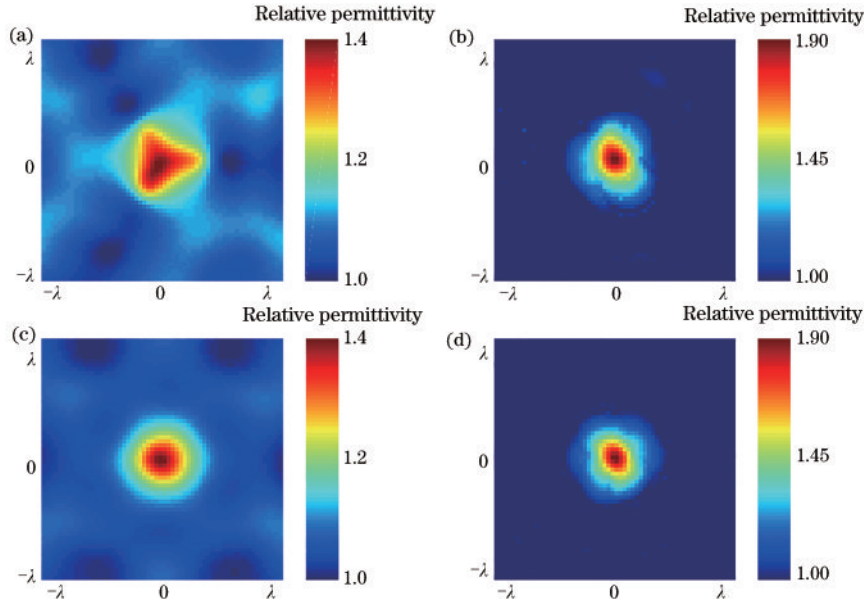 Relative permittivity
(a)
λ
0
-λ
-λ
0
λ
1.4
1.2
1.0
Relative permittivity
(b)
λ
0
-λ
-λ
0
λ
1.90
1.45
1.00
Relative permittivity
(c)
λ
0
-λ
-λ
0
λ
1.4
1.2
1.0
Relative permittivity
(d)
λ
0
-λ
-λ
0
λ
1.90
1.45
1.00